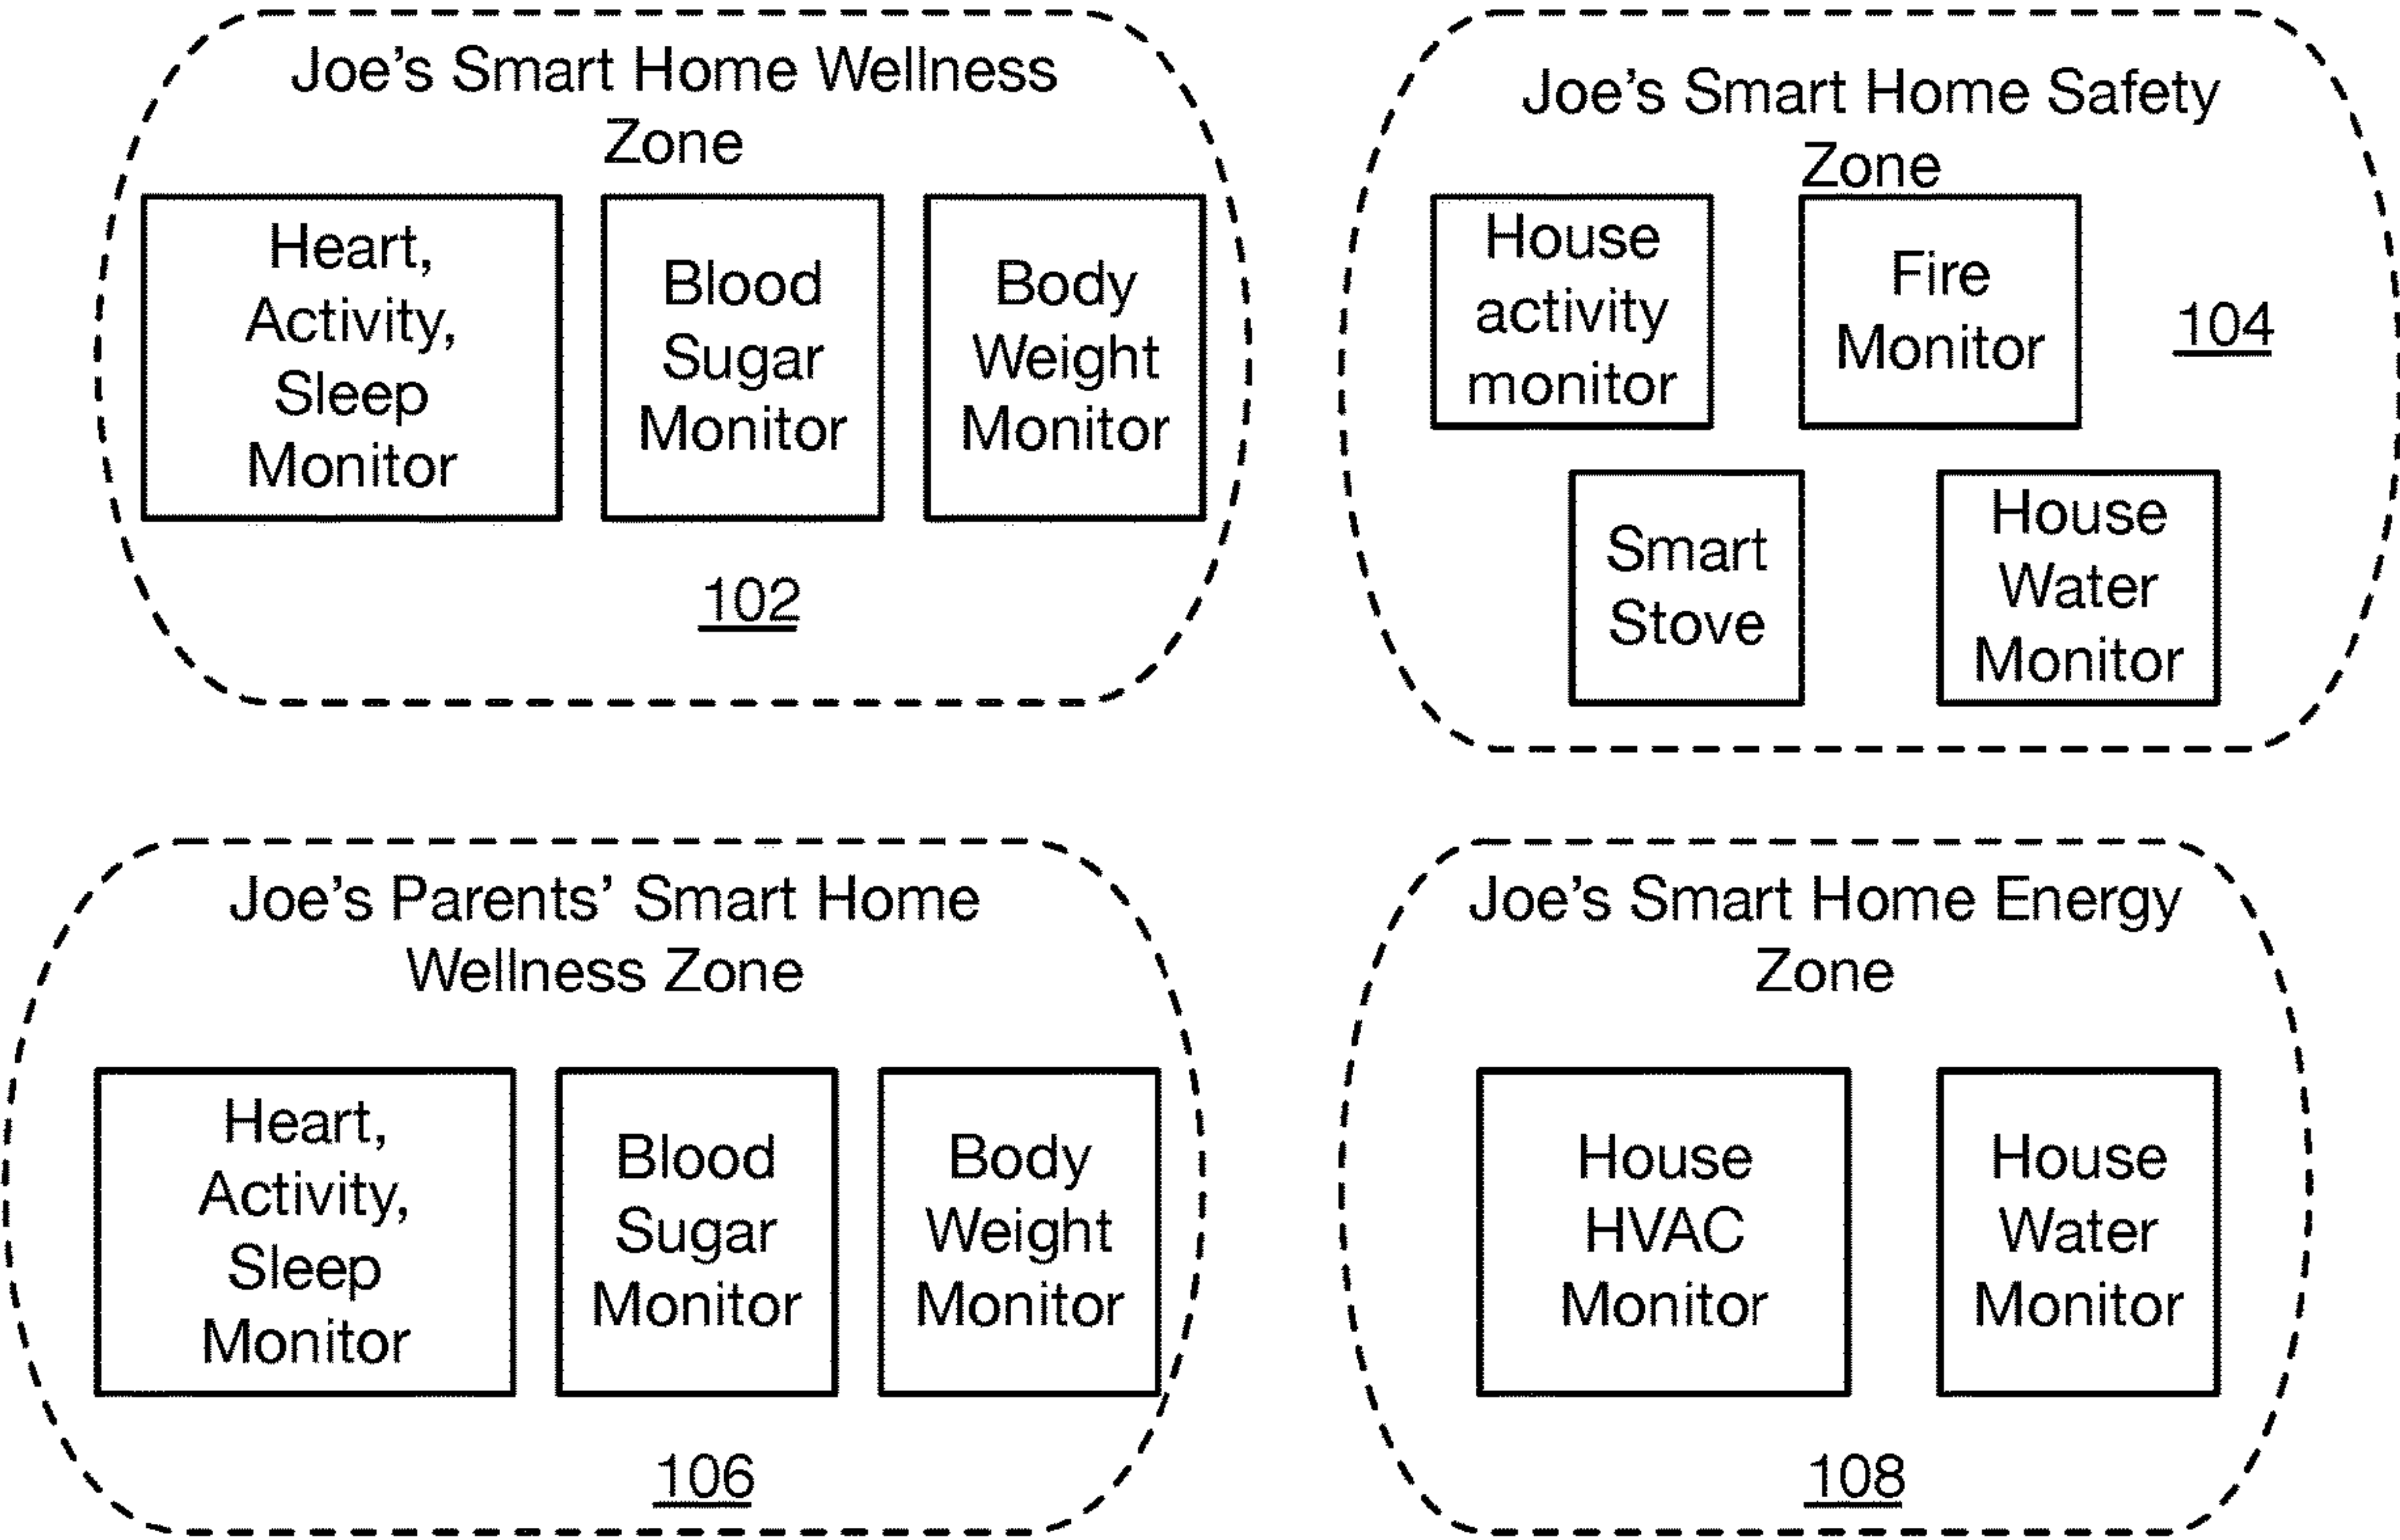 Joe's Smart Home Wellness
Zone
Heart,
Activity,
Sleep
Monitor
Blood
Sugar
Monitor
Body
Weight
Monitor
102
Joe's Smart Home Safety
Zone
House
activity
monitor
Fire
Monitor
104
Smart
Stove
House
Water
Monitor
Joe's Parents' Smart Home
Wellness Zone
Heart,
Activity,
Sleep
Monitor
Blood
Sugar
Monitor
Body
Weight
Monitor
106
Joe's Smart Home Energy
Zone
House
HVAC
Monitor
House
Water
Monitor
108